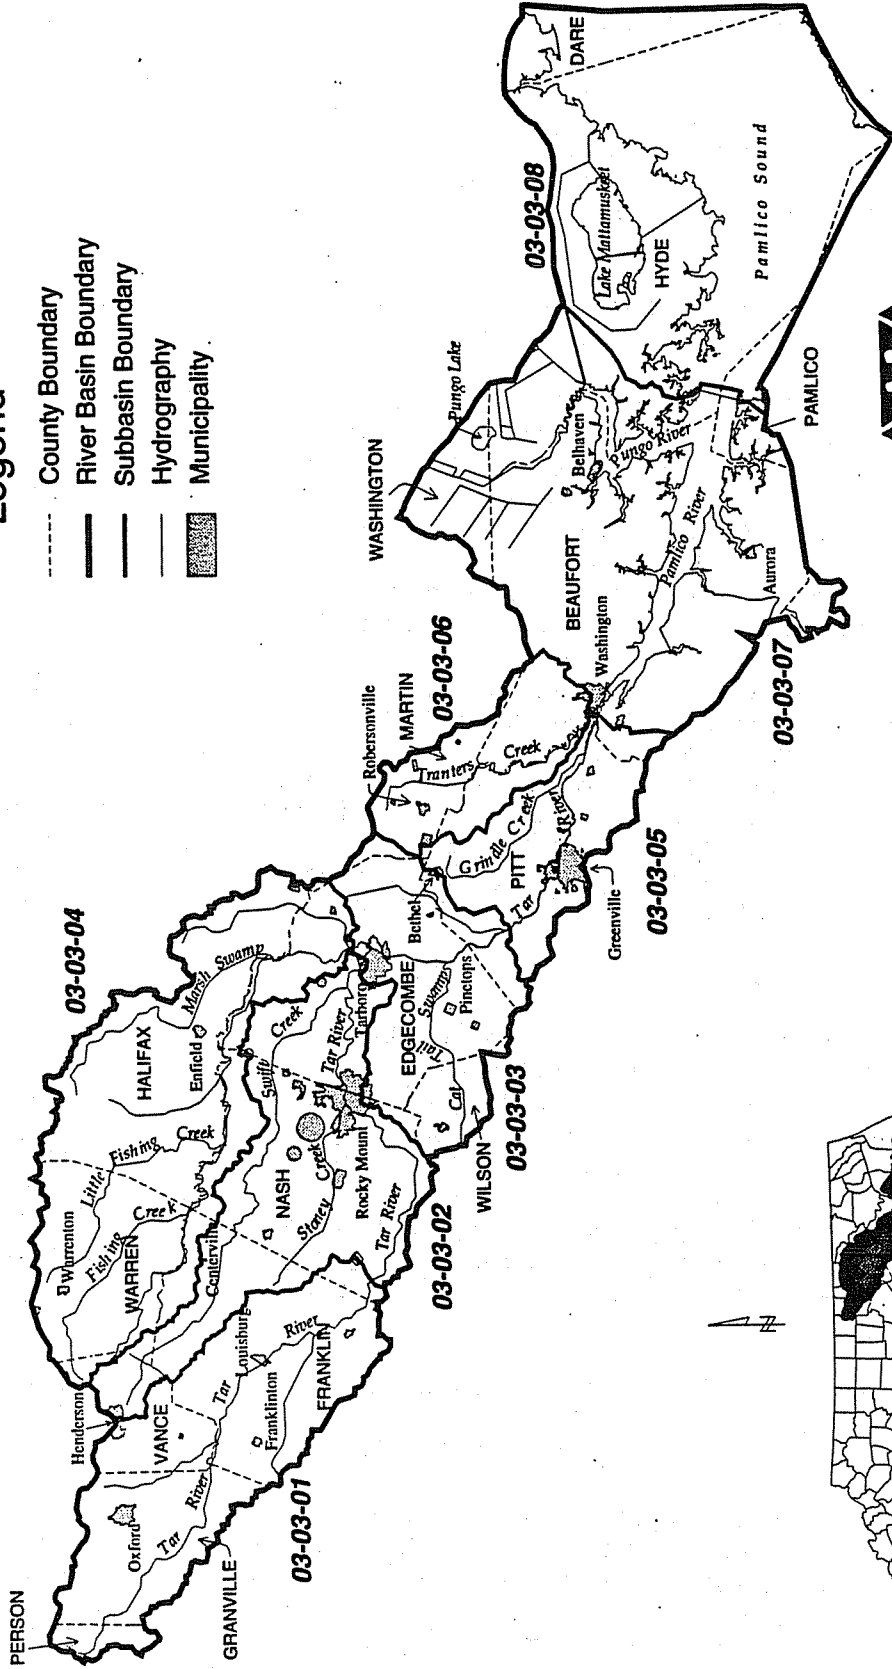 Legend
County Boundary
River Basin Boundary
Subbasin Boundary
Hydrography
Municipality
PERSON
Oxford
Tar River
GRANVILLE
03-03-01
Henderson
VANCE
Tar River
Louisburg
Franklinton
FRANKLIN
Warrenton
Little Fishing Creek
Fishing Creek
WARREN
Centerville
HALIFAX
Enfield
Marsh Swamp
03-03-04
NASH
Swift Creek
Stoney Creek
Rocky Mount
Tar River
Tar River
Tarboro
03-03-02
EDGECOMBE
Cat Tail Swamp
Pinetops
WILSON
03-03-03
Bethel
Robersonville
MARTIN
03-03-06
Tranters Creek
Grindle Creek
PITT
Tar River
Greenville
03-03-05
WASHINGTON
Pungo Lake
BEAUFORT
Washington
Belhaven
Pungo River
Pamlico River
Aurora
03-03-07
PAMLICO
03-03-08
Lake Mattamuskeet
HYDE
DARE
Pamlico Sound
N